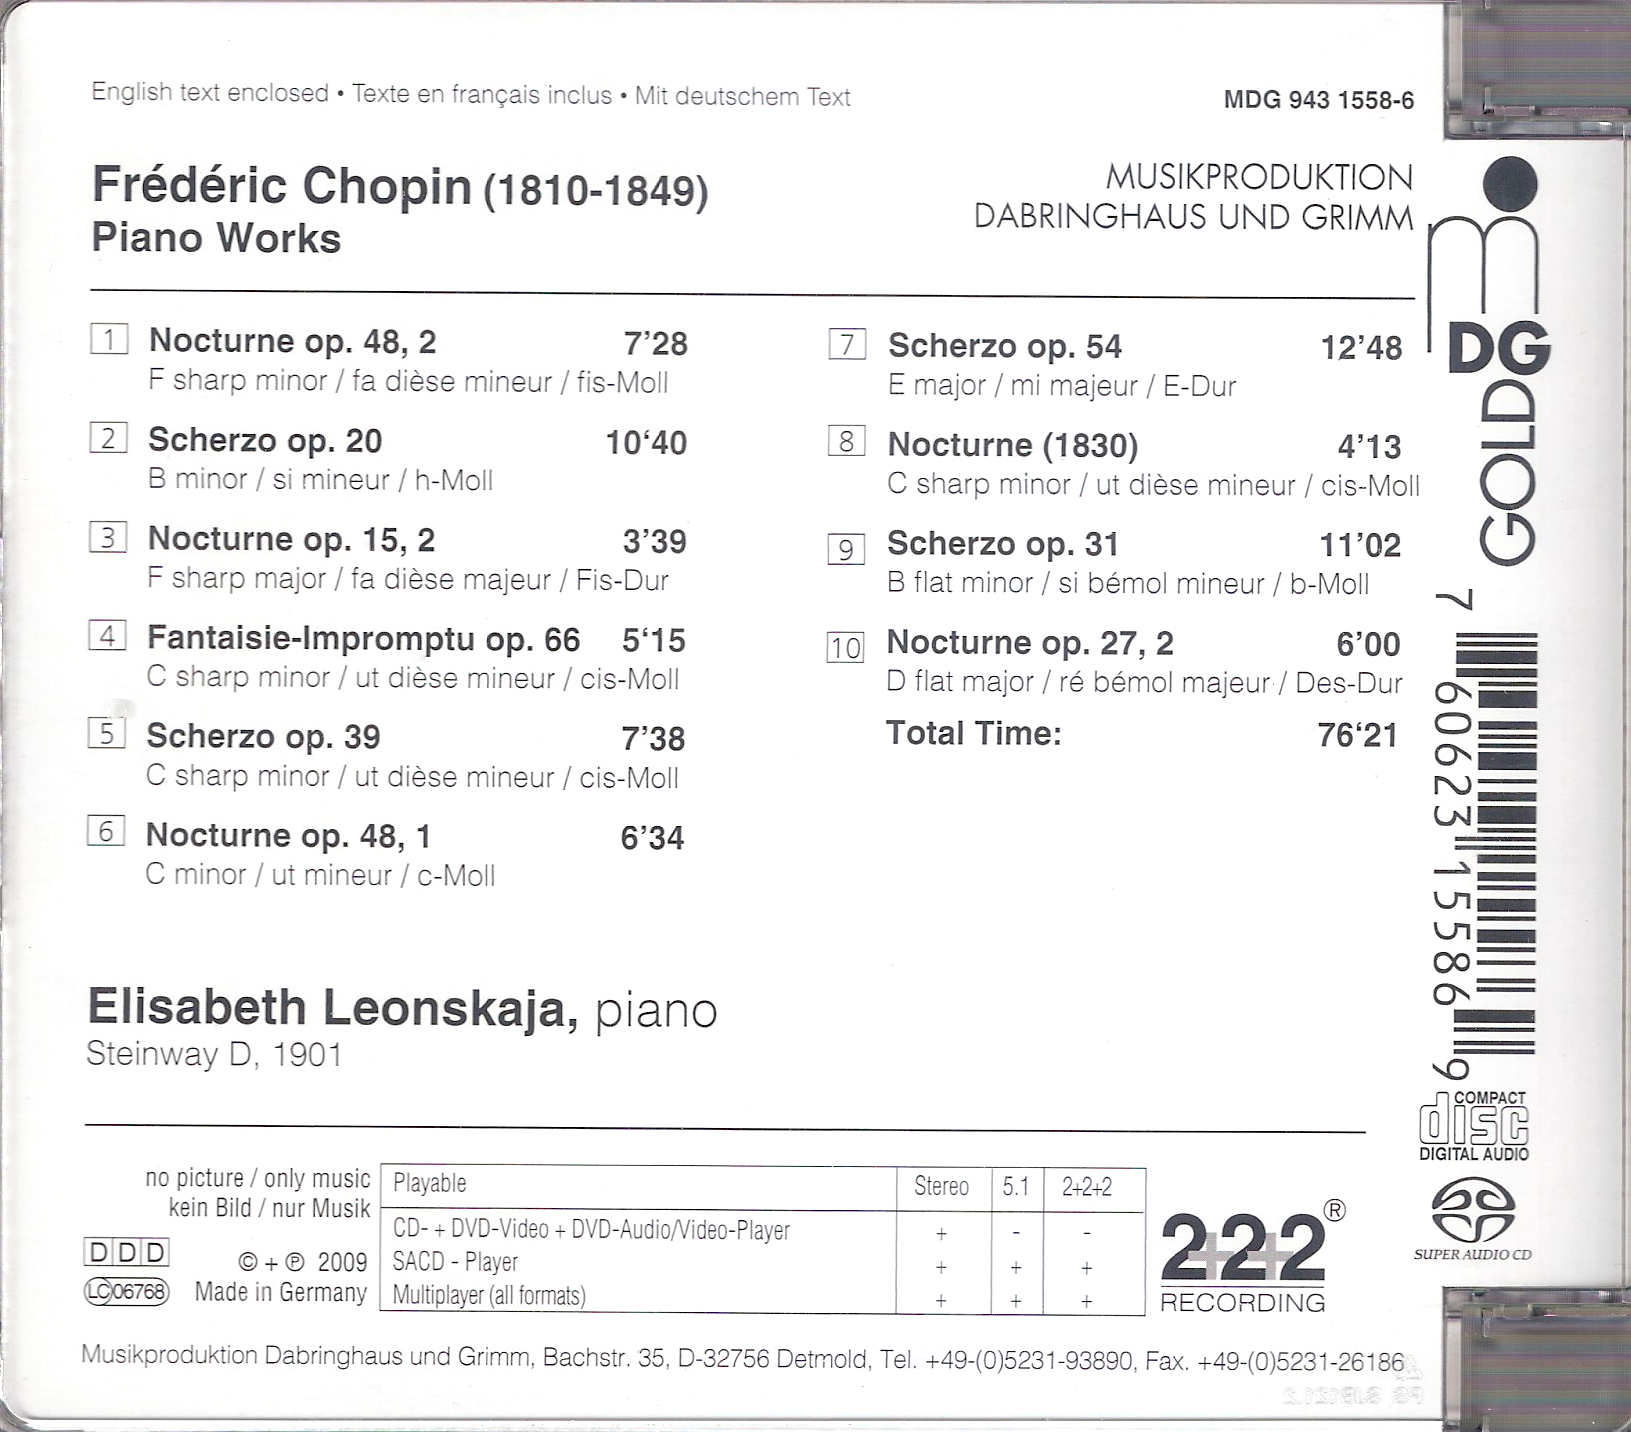 English text enclosed • Texte en français inclus • Mit deutschem Text
MDG 943 1558-6
Frédéric Chopin (1810-1849)
Piano Works
MUSIKPRODUKTION
DABRINGHAUS UND GRIMM
1 Nocturne op. 48, 2 7’28
F sharp minor / fa dièse mineur / fis-Moll
2 Scherzo op. 20 10‘40
B minor / si mineur / h-Moll
3 Nocturne op. 15, 2 3’39
F sharp major / fa dièse majeur / Fis-Dur
4 Fantaisie-Impromptu op. 66 5‘15
C sharp minor / ut dièse mineur / cis-Moll
5 Scherzo op. 39 7’38
C sharp minor / ut dièse mineur / cis-Moll
6 Nocturne op. 48, 1 6’34
C minor / ut mineur / c-Moll
7 Scherzo op. 54 12’48
E major / mi majeur / E-Dur
8 Nocturne (1830) 4’13
C sharp minor / ut dièse mineur / cis-Moll
9 Scherzo op. 31 11’02
B flat minor / si bémol mineur / b-Moll
10 Nocturne op. 27, 2 6’00
D flat major / ré bémol majeur / Des-Dur
Total Time: 76‘21
MDG
GOLD
7 60623 15586 9
Elisabeth Leonskaja, piano
Steinway D, 1901
COMPACT
disc
DIGITAL AUDIO
SUPER AUDIO CD
no picture / only music
kein Bild / nur Musik
DDD
© + ℗ 2009
LC 06768
Made in Germany
Playable Stereo 5.1 2+2+2
CD- + DVD-Video + DVD-Audio/Video-Player + - -
SACD - Player + + +
Multiplayer (all formats) + + +
2+2+2®
RECORDING
Musikproduktion Dabringhaus und Grimm, Bachstr. 35, D-32756 Detmold, Tel. +49-(0)5231-93890, Fax. +49-(0)5231-26186